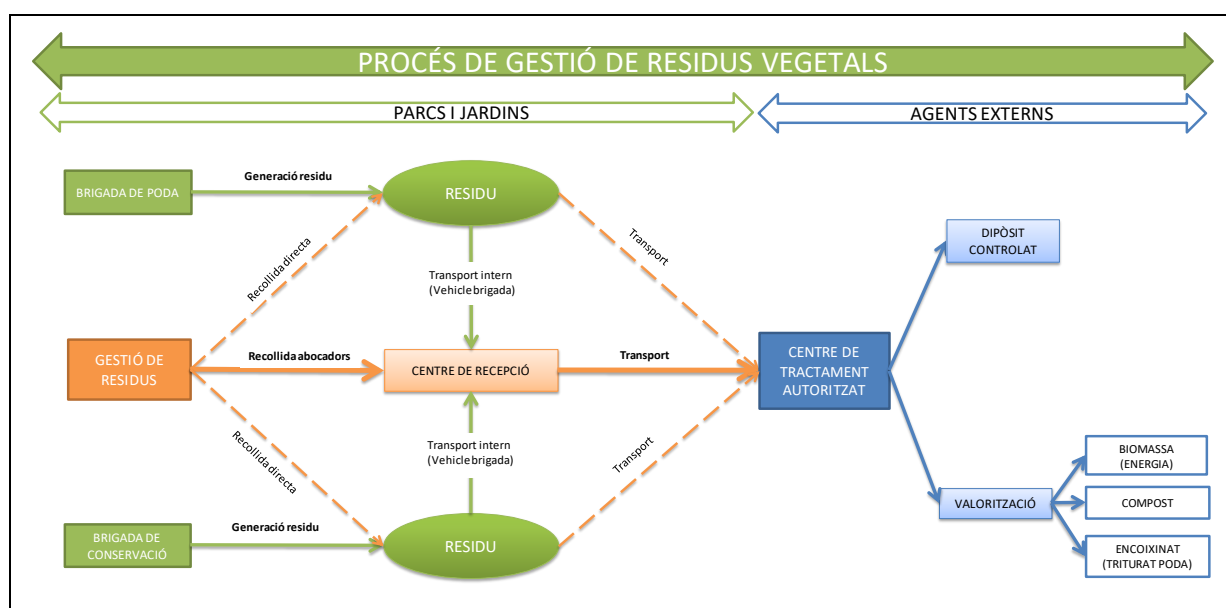 PROCÉS DE GESTIÓ DE RESIDUS VEGETALS
PARCS I JARDINS
AGENTS EXTERNS
BRIGADA DE PODA
Generació residu
RESIDU
Recollida directa
Transport intern
(Vehicle brigada)
Transport
DIPÒSIT
CONTROLAT
GESTIÓ DE
RESIDUS
Recollida abocadors
CENTRE DE RECEPCIÓ
Transport
CENTRE DE
TRACTAMENT
AUTORITZAT
Recollida directa
Transport intern
(Vehicle brigada)
Transport
BRIGADA DE
CONSERVACIÓ
Generació residu
RESIDU
VALORITZACIÓ
BIOMASSA
(ENERGIA)
COMPOST
ENCOIXINAT
(TRITURAT PODA)